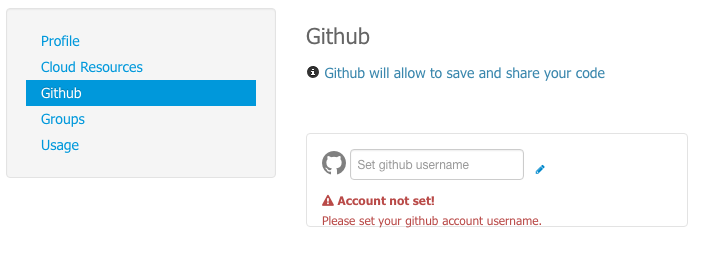 Profile
Cloud Resources
Github
Groups
Usage
Github
Github will allow to save and share your code
Set github username
Account not set!
Please set your github account username.